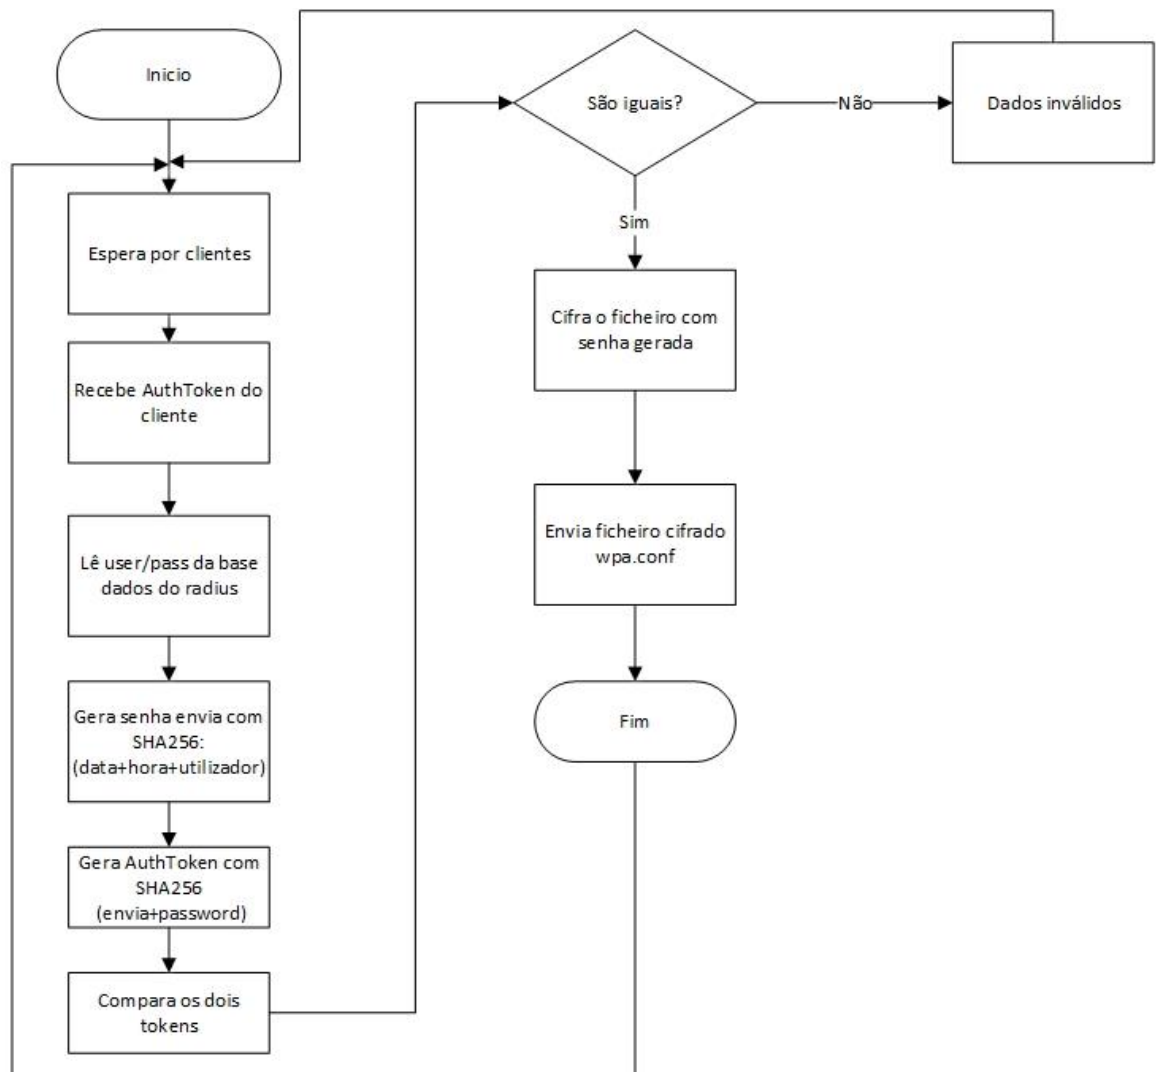 Inicio
Espera por clientes
Recebe AuthToken do
cliente
Lê user/pass da base
dados do radius
Gera senha envia com
SHA256:
(data+hora+utilizador)
Gera AuthToken com
SHA256
(envia+password)
Compara os dois
tokens
São iguais?
Não
Dados inválidos
Sim
Cifra o ficheiro com
senha gerada
Envia ficheiro cifrado
wpa.conf
Fim